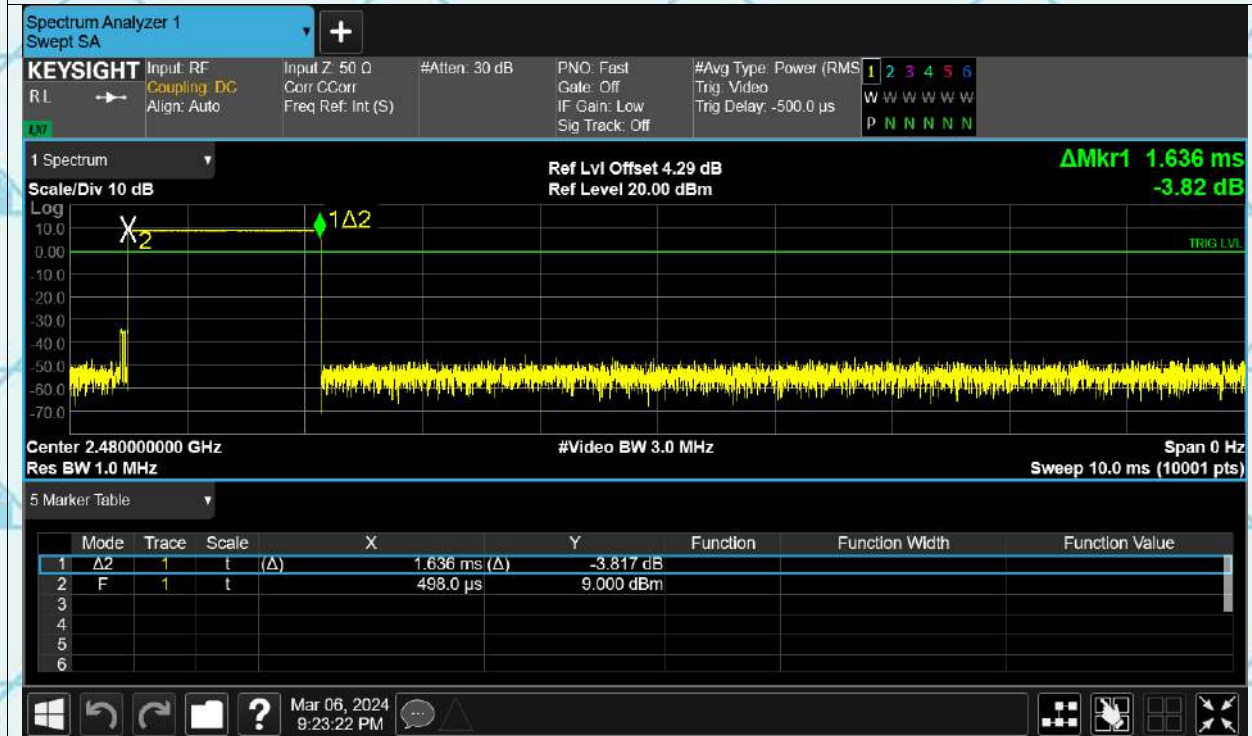 Spectrum Analyzer 1
Swept SA
KEYSIGHT
RL
LXI
Input: RF
Coupling: DC
Align: Auto
Input Z: 50 Ω
Corr CCorr
Freq Ref: Int (S)
#Atten: 30 dB
PNO: Fast
Gate: Off
IF Gain: Low
Sig Track: Off
#Avg Type: Power (RMS
Trig: Video
Trig Delay: -500.0 µs
1 2 3 4 5 6
W W W W W W
P N N N N N
1 Spectrum
Scale/Div 10 dB
Ref Lvl Offset 4.29 dB
Ref Level 20.00 dBm
ΔMkr1 1.636 ms
-3.82 dB
Log
10.0
0.00
-10.0
-20.0
-30.0
-40.0
-50.0
-60.0
-70.0
2
1Δ2
TRIG LVL
Center 2.480000000 GHz
#Video BW 3.0 MHz
Span 0 Hz
Res BW 1.0 MHz
Sweep 10.0 ms (10001 pts)
5 Marker Table
Mode Trace Scale X Y Function Function Width Function Value
1 Δ2 1 t (Δ) 1.636 ms (Δ) -3.817 dB
2 F 1 t 498.0 µs 9.000 dBm
3
4
5
6
?
Mar 06, 2024
9:23:22 PM